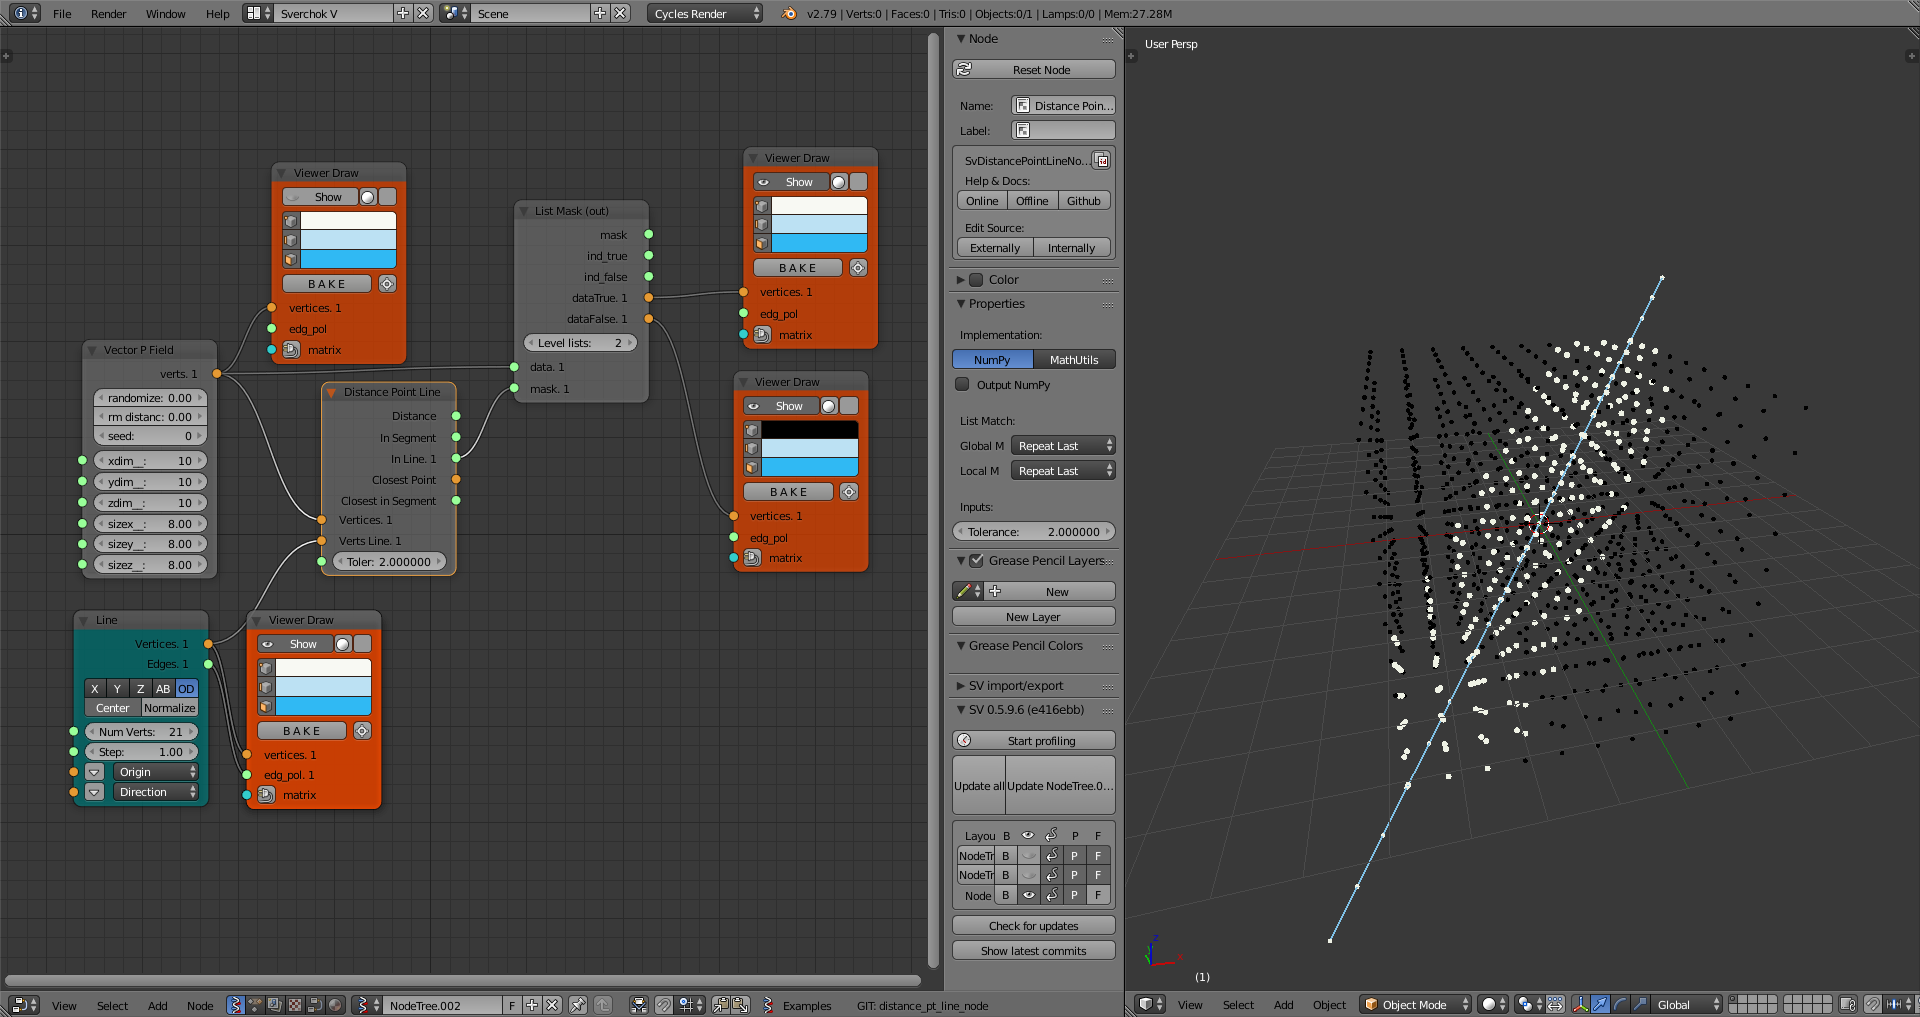 File Render Window Help Sverchok V Scene Cycles Render v2.79 | Verts:0 | Faces:0 | Tris:0 | Objects:0/1 | Lamps:0/0 | Mem:27.28M
Viewer Draw
Show
BAKE
vertices. 1
edg_pol
matrix
Vector P Field
verts. 1
randomize: 0.00
rm distanc: 0.00
seed: 0
xdim__: 10
ydim__: 10
zdim__: 10
sizex__: 8.00
sizey__: 8.00
sizez__: 8.00
Distance Point Line
Distance
In Segment
In Line. 1
Closest Point
Closest in Segment
Vertices. 1
Verts Line. 1
Toler: 2.000000
List Mask (out)
mask
ind_true
ind_false
dataTrue. 1
dataFalse. 1
Level lists: 2
data. 1
mask. 1
Viewer Draw
Show
BAKE
vertices. 1
edg_pol
matrix
Viewer Draw
Show
BAKE
vertices. 1
edg_pol
matrix
Line
Vertices. 1
Edges. 1
X Y Z AB OD
Center Normalize
Num Verts: 21
Step: 1.00
Origin
Direction
Viewer Draw
Show
BAKE
vertices. 1
edg_pol. 1
matrix
Node
Reset Node
Name: Distance Poin...
Label:
SvDistancePointLineNo...
Help & Docs:
Online Offline Github
Edit Source:
Externally Internally
Color
Properties
Implementation:
NumPy MathUtils
Output NumPy
List Match:
Global M Repeat Last
Local M Repeat Last
Inputs:
Tolerance: 2.000000
Grease Pencil Layers
New
New Layer
Grease Pencil Colors
SV import/export
SV 0.5.9.6 (e416ebb)
Start profiling
Update all Update NodeTree.0...
Layou B P F
NodeTr B P F
NodeTr B P F
Node B P F
Check for updates
Show latest commits
User Persp
z
x
(1)
View Select Add Node NodeTree.002 F Examples GIT: distance_pt_line_node
View Select Add Object Object Mode Global